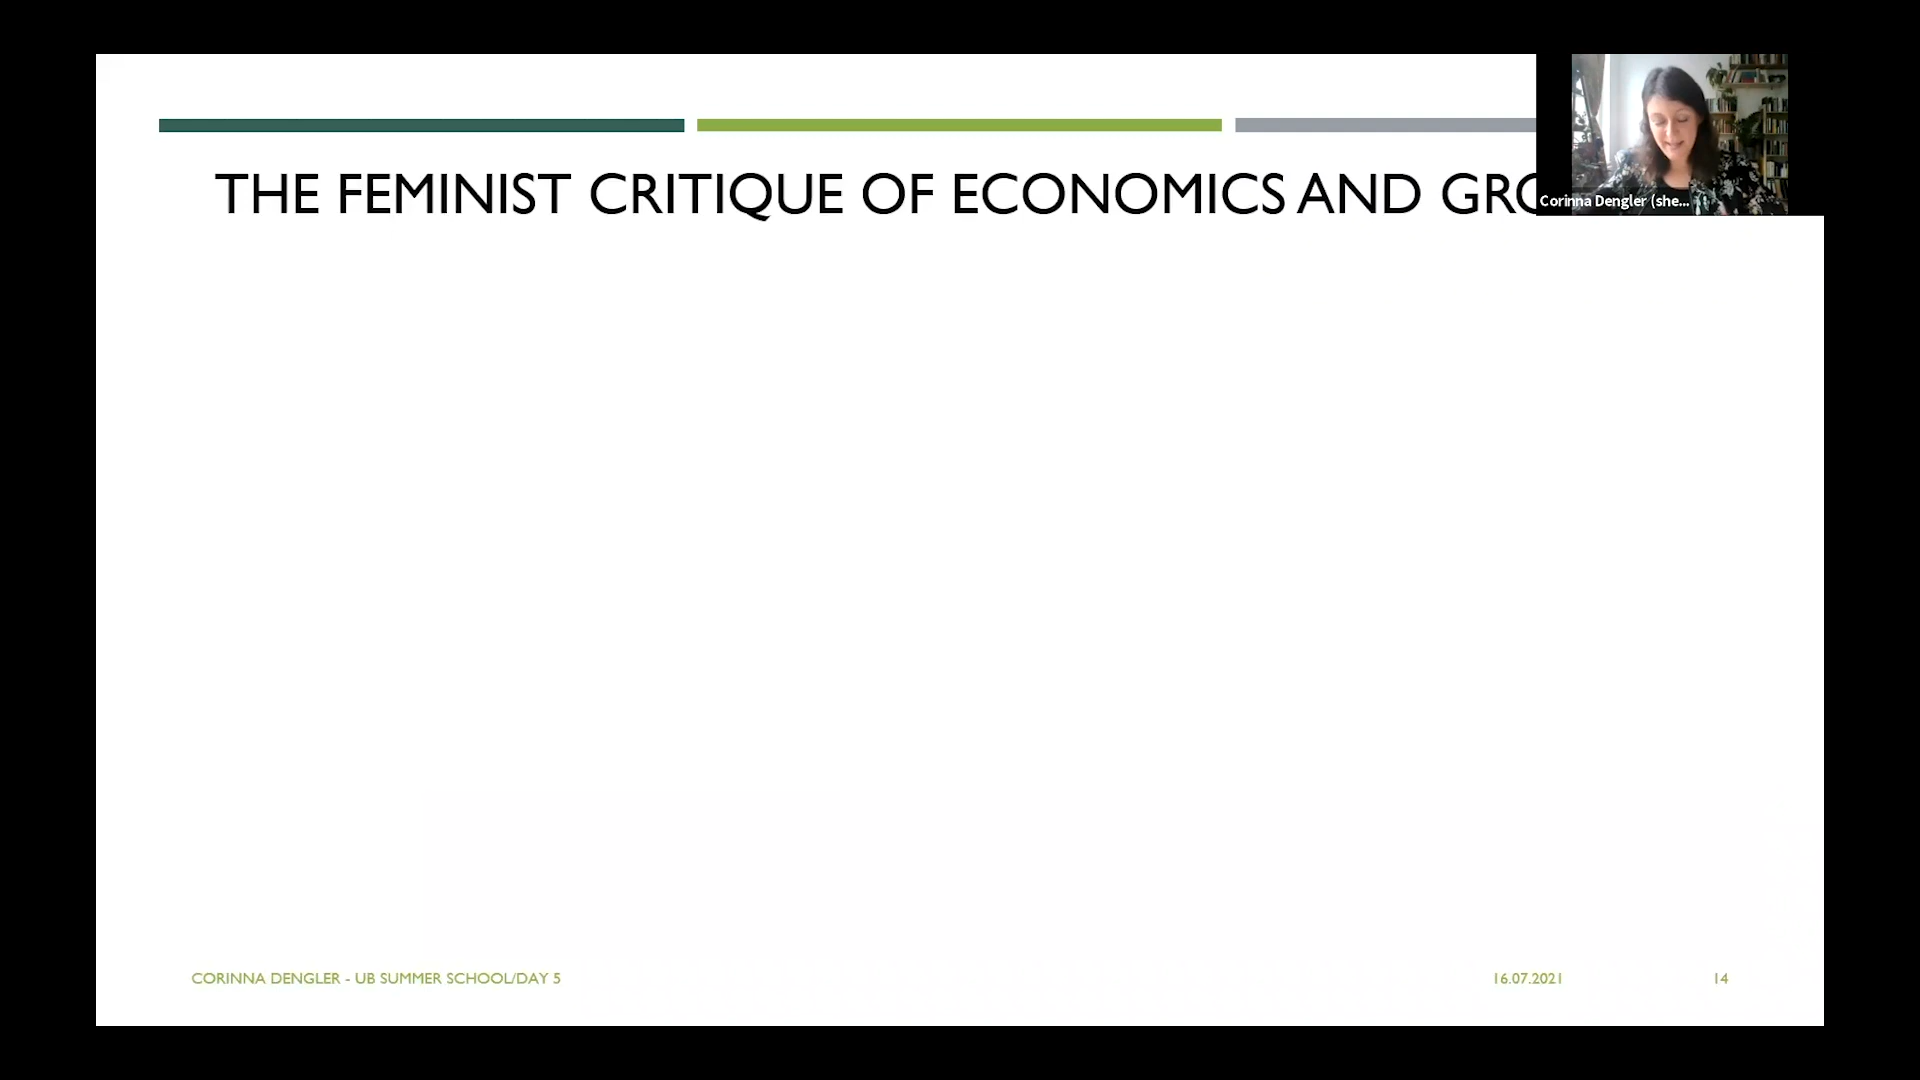 THE FEMINIST CRITIQUE OF ECONOMICS AND GRO
Corinna Dengler (she...
CORINNA DENGLER - UB SUMMER SCHOOL/DAY 5
16.07.2021
14